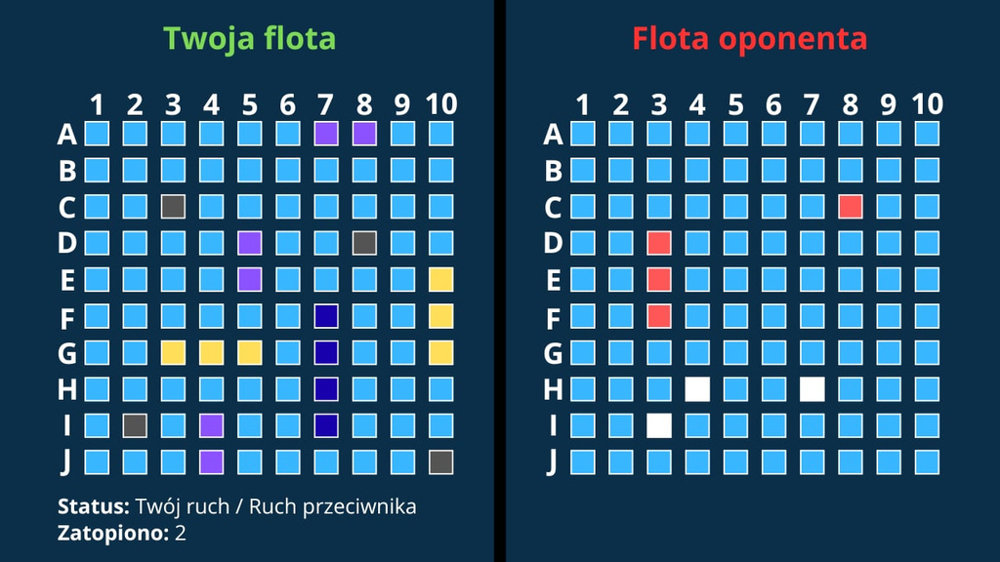 Twoja flota
1 2 3 4 5 6 7 8 9 10
A
B
C
D
E
F
G
H
I
J
Status: Twój ruch / Ruch przeciwnika
Zatopiono: 2
Flota oponenta
1 2 3 4 5 6 7 8 9 10
A
B
C
D
E
F
G
H
I
J